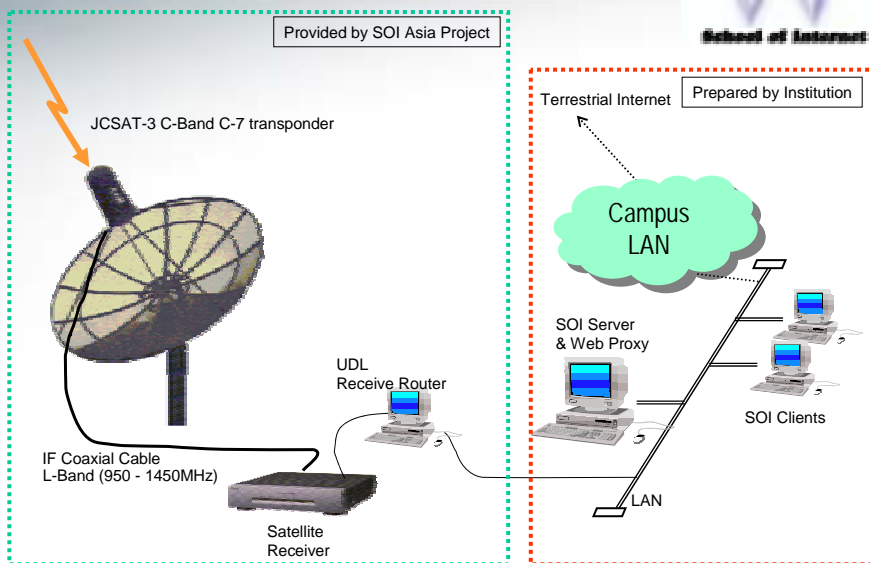 Provided by SOI Asia Project
School of Internet
Terrestrial Internet
Prepared by Institution
JCSAT-3 C-Band C-7 transponder
Campus
LAN
SOI Server
& Web Proxy
UDL
Receive Router
SOI Clients
IF Coaxial Cable
L-Band (950 - 1450MHz)
LAN
Satellite
Receiver